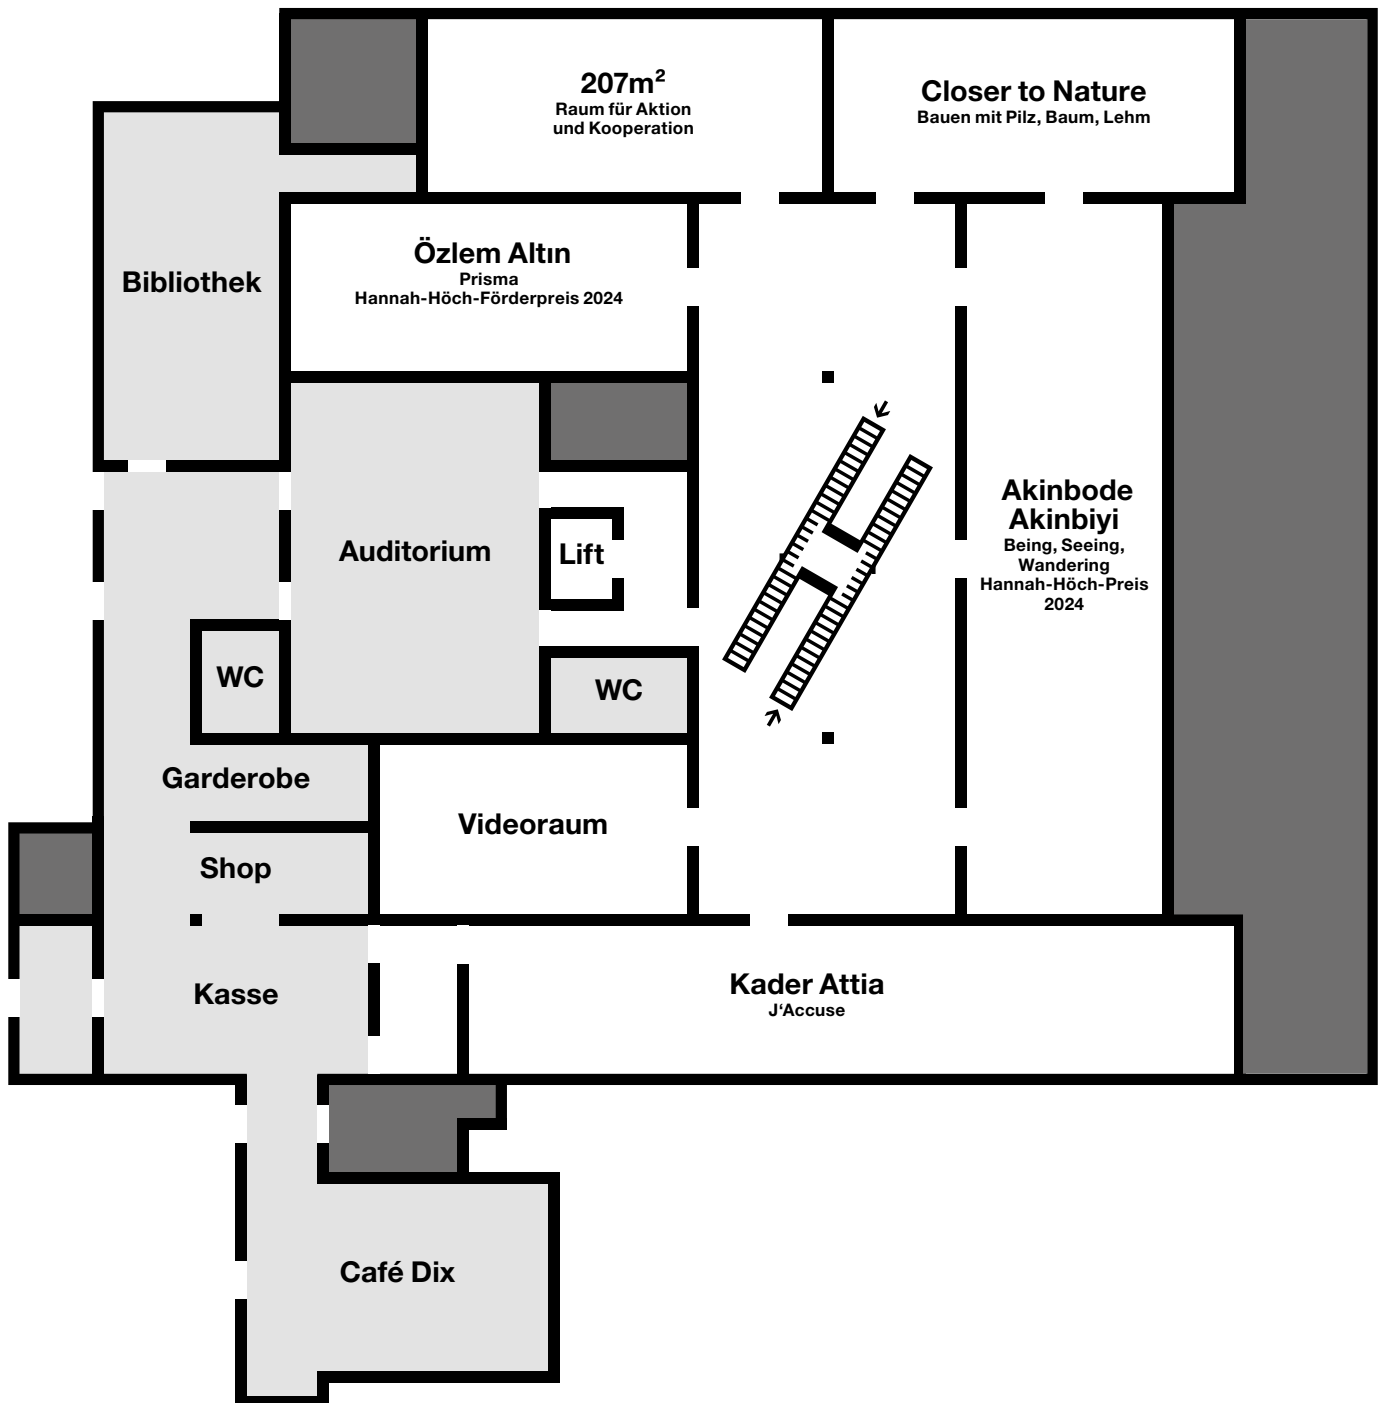 207m²
Raum für Aktion
und Kooperation
Closer to Nature
Bauen mit Pilz, Baum, Lehm
Özlem Altın
Prisma
Hannah-Höch-Förderpreis 2024
Bibliothek
Akinbode
Akinbiyi
Being, Seeing,
Wandering
Hannah-Höch-Preis
2024
Auditorium
Lift
WC
WC
Garderobe
Videoraum
Shop
Kasse
Kader Attia
J‘Accuse
Café Dix